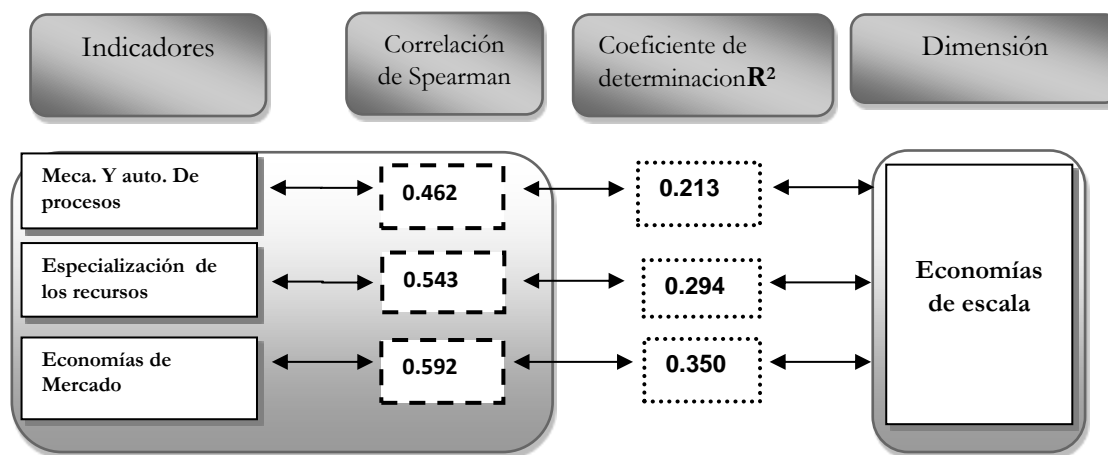 Indicadores
Correlación
de Spearman
Coeficiente de
determinacionR²
Dimensión
Meca. Y auto. De
procesos
0.462
0.213
Especialización de
los recursos
0.543
0.294
Economías de
Mercado
0.592
0.350
Economías
de escala